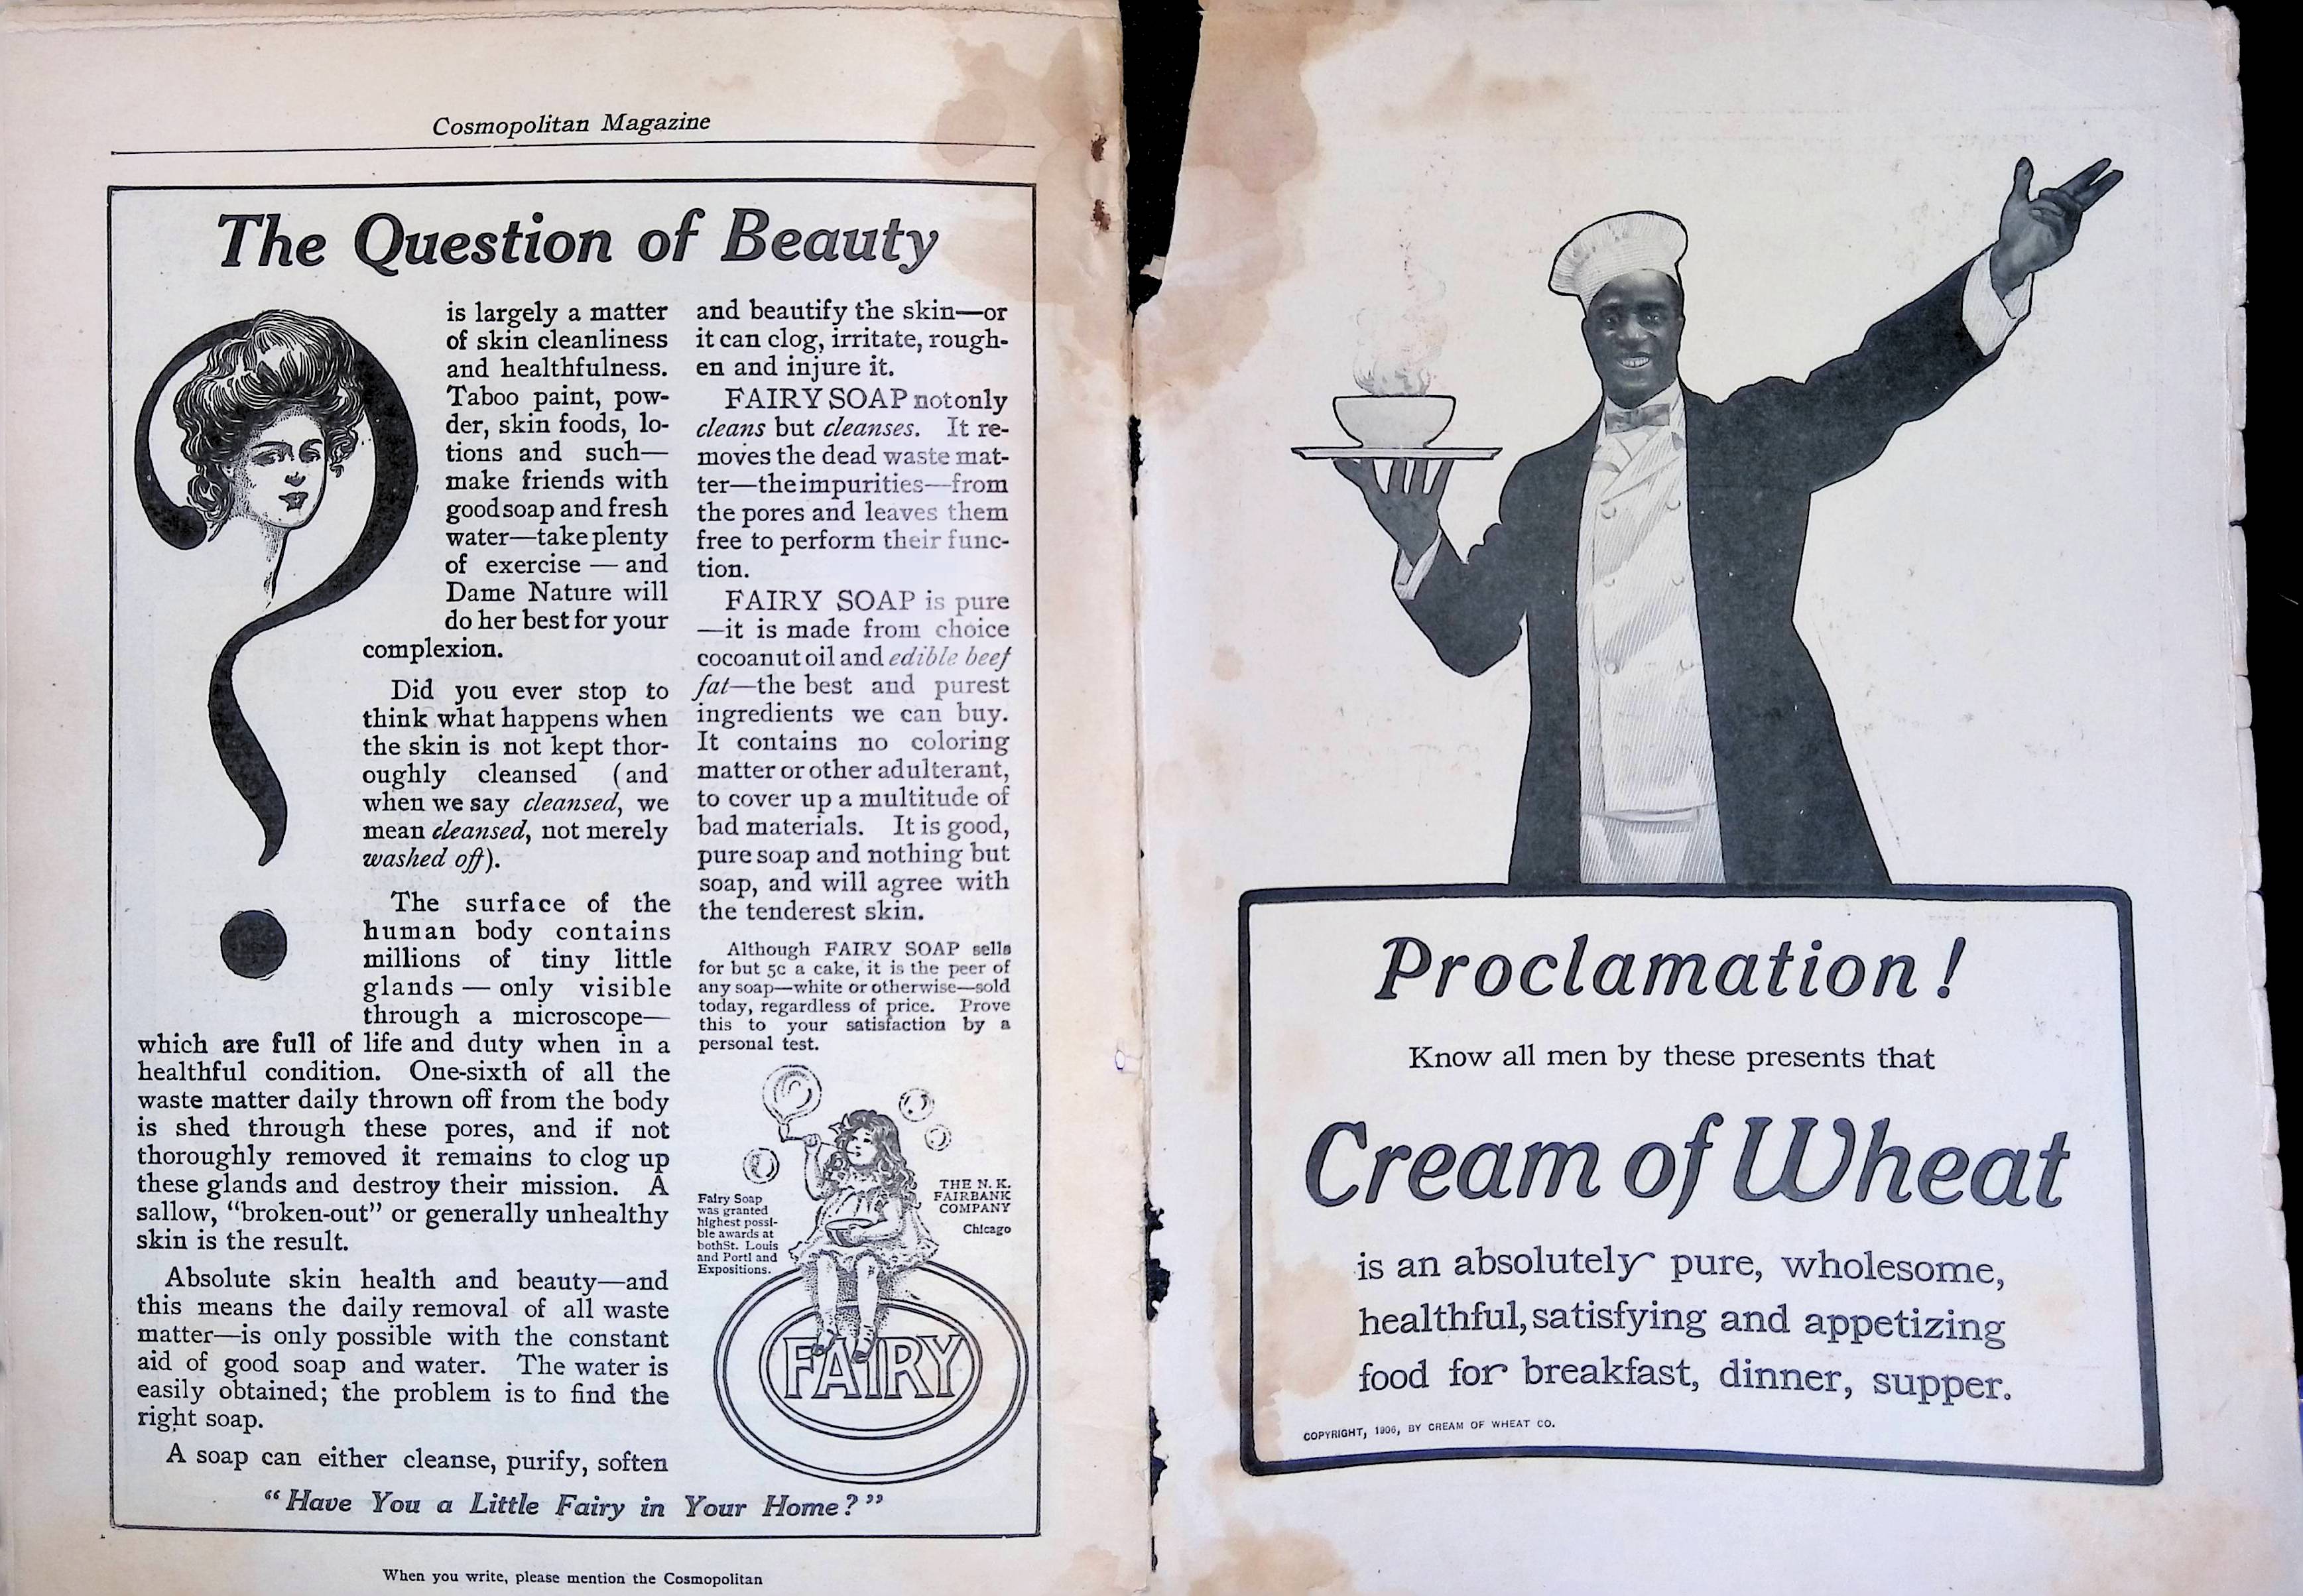 Cosmopolitan Magazine
The Question of Beauty
is largely a matter
of skin cleanliness
and healthfulness.
Taboo paint, pow-
der, skin foods, lo-
tions and such—
make friends with
good soap and fresh
water—take plenty
of exercise — and
Dame Nature will
do her best for your
complexion.
Did you ever stop to
think what happens when
the skin is not kept thor-
oughly cleansed (and
when we say cleansed, we
mean cleansed, not merely
washed off).
The surface of the
human body contains
millions of tiny little
glands — only visible
through a microscope—
which are full of life and duty when in a
healthful condition. One-sixth of all the
waste matter daily thrown off from the body
is shed through these pores, and if not
thoroughly removed it remains to clog up
these glands and destroy their mission. A
sallow, "broken-out" or generally unhealthy
skin is the result.
Absolute skin health and beauty—and
this means the daily removal of all waste
matter—is only possible with the constant
aid of good soap and water. The water is
easily obtained; the problem is to find the
right soap.
A soap can either cleanse, purify, soften
and beautify the skin—or
it can clog, irritate, rough-
en and injure it.
FAIRY SOAP not only
cleans but cleanses. It re-
moves the dead waste mat-
ter—the impurities—from
the pores and leaves them
free to perform their func-
tion.
FAIRY SOAP is pure
—it is made from choice
cocoanut oil and edible beef
fat—the best and purest
ingredients we can buy.
It contains no coloring
matter or other adulterant,
to cover up a multitude of
bad materials. It is good,
pure soap and nothing but
soap, and will agree with
the tenderest skin.
Although FAIRY SOAP sells
for but 5c a cake, it is the peer of
any soap—white or otherwise—sold
today, regardless of price. Prove
this to your satisfaction by a
personal test.
Fairy Soap
was granted
highest possi-
ble awards at
bothSt. Louis
and Portl and
Expositions.
THE N. K.
FAIRBANK
COMPANY
Chicago
FAIRY
"Have You a Little Fairy in Your Home?"
When you write, please mention the Cosmopolitan
Proclamation!
Know all men by these presents that
Cream of Wheat
is an absolutely pure, wholesome,
healthful, satisfying and appetizing
food for breakfast, dinner, supper.
COPYRIGHT, 1906, BY CREAM OF WHEAT CO.